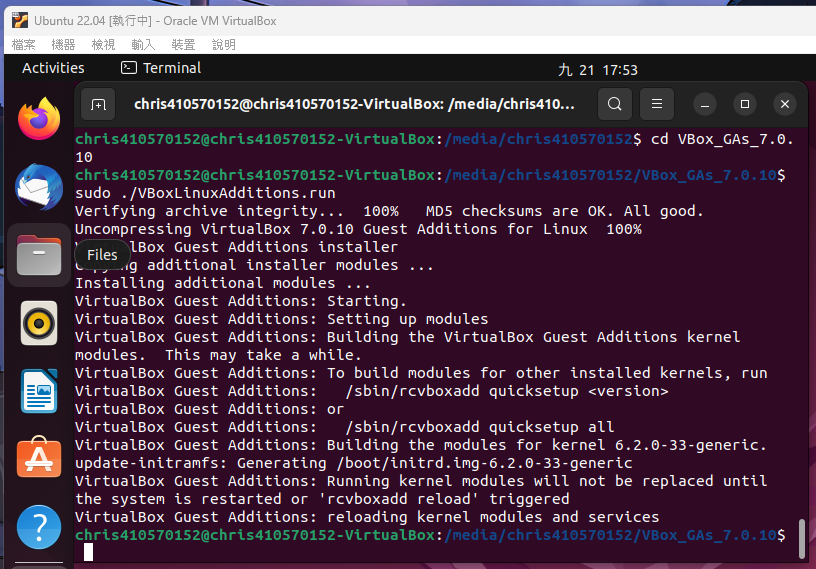 Ubuntu 22.04 [執行中] - Oracle VM VirtualBox
檔案 機器 檢視 輸入 裝置 說明
Activities Terminal 九 21 17:53
chris410570152@chris410570152-VirtualBox: /media/chris410...
chris410570152@chris410570152-VirtualBox:/media/chris410570152$ cd VBox_GAs_7.0.
10
chris410570152@chris410570152-VirtualBox:/media/chris410570152/VBox_GAs_7.0.10$
sudo ./VBoxLinuxAdditions.run
Verifying archive integrity...  100%   MD5 checksums are OK. All good.
Uncompressing VirtualBox 7.0.10 Guest Additions for Linux  100%
Box Guest Additions installer
Files
ing additional installer modules ...
Installing additional modules ...
VirtualBox Guest Additions: Starting.
VirtualBox Guest Additions: Setting up modules
VirtualBox Guest Additions: Building the VirtualBox Guest Additions kernel
modules.  This may take a while.
VirtualBox Guest Additions: To build modules for other installed kernels, run
VirtualBox Guest Additions:   /sbin/rcvboxadd quicksetup <version>
VirtualBox Guest Additions: or
VirtualBox Guest Additions:   /sbin/rcvboxadd quicksetup all
VirtualBox Guest Additions: Building the modules for kernel 6.2.0-33-generic.
update-initramfs: Generating /boot/initrd.img-6.2.0-33-generic
VirtualBox Guest Additions: Running kernel modules will not be replaced until
the system is restarted or 'rcvboxadd reload' triggered
VirtualBox Guest Additions: reloading kernel modules and services
chris410570152@chris410570152-VirtualBox:/media/chris410570152/VBox_GAs_7.0.10$